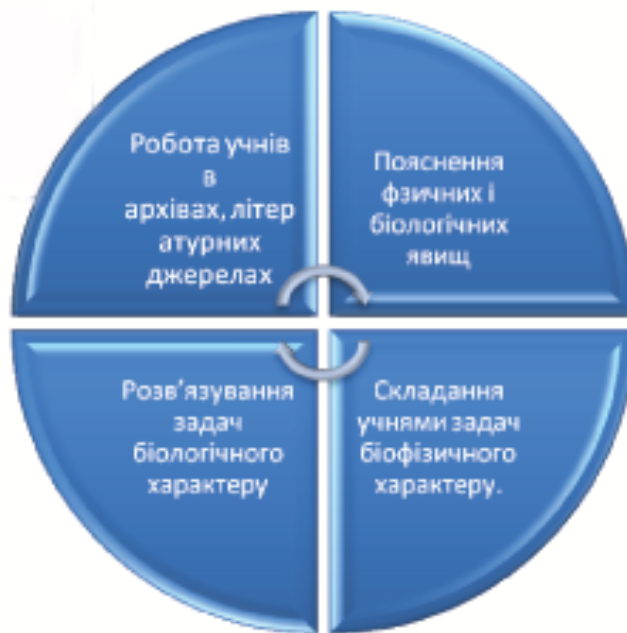 Робота учнів
в
архівах, літер
атурних
джерелах
Пояснення
фзичних і
біологічних
явищ
Розв’язування
задач
біологічного
характеру
Складання
учнями задач
біофізичного
характеру.